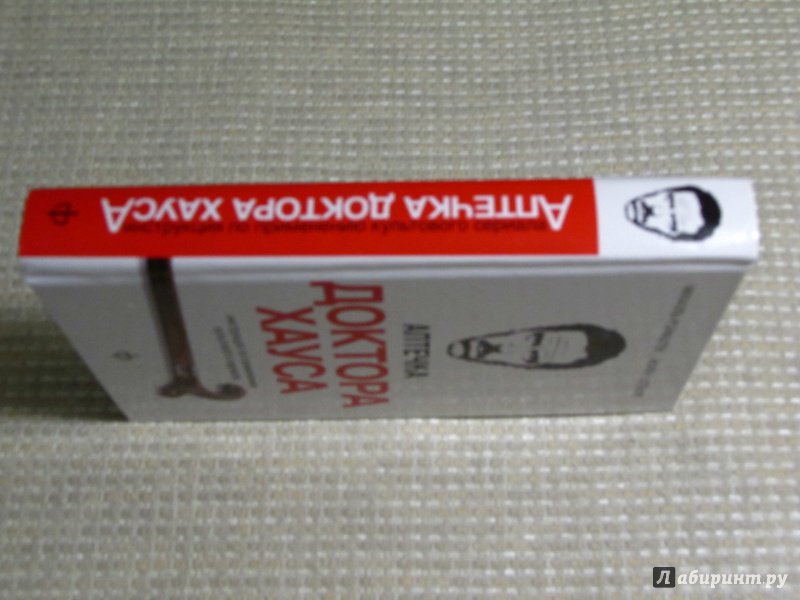 АПТЕЧКА ДОКТОРА ХАУСА
инструкция по применению культового сериала
Ф
АПТЕЧКА
ДОКТОРА
ХАУСА
Ф
Лабиринт.ру